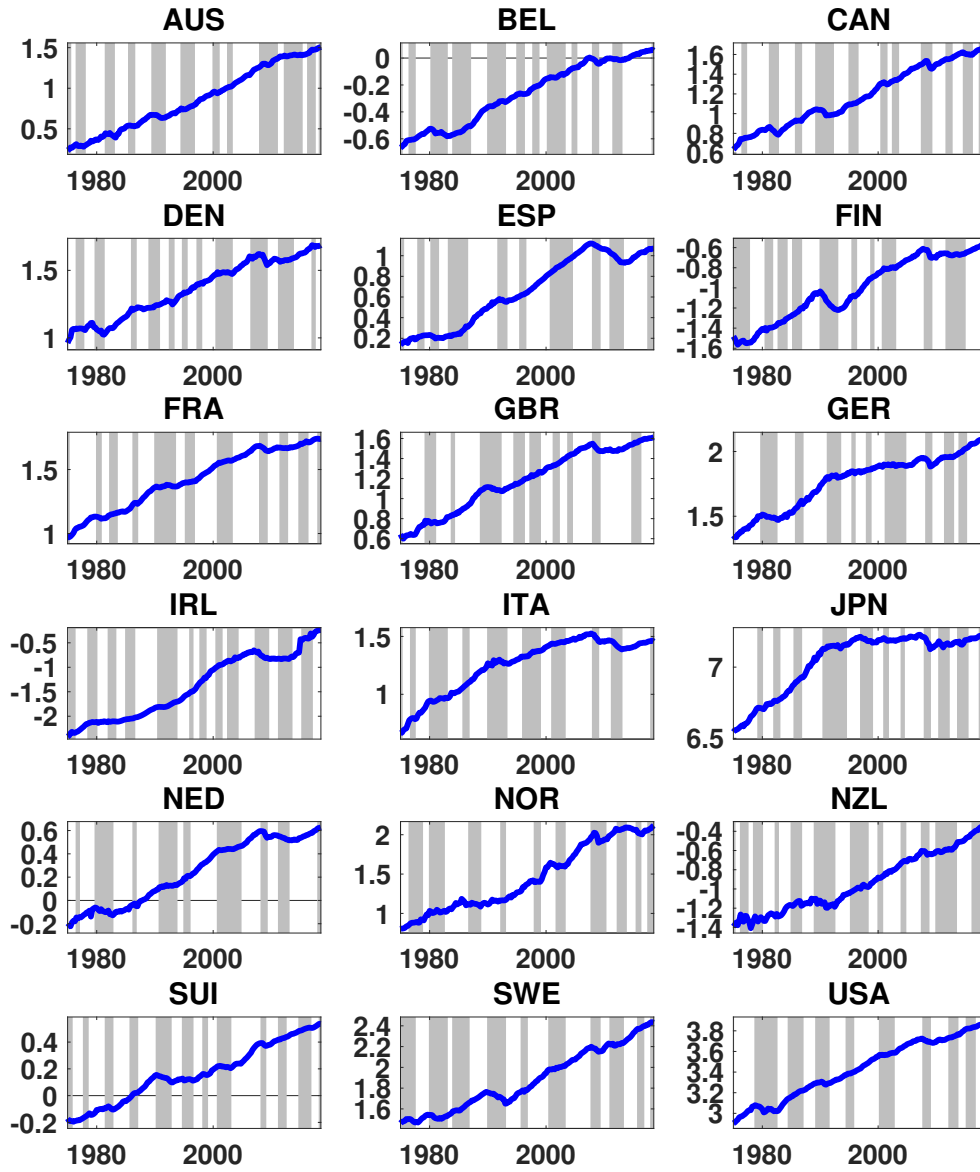 AUS BEL CAN
1.5 1 0.5
0 -0.2 -0.4 -0.6
1.6 1.4 1.2 1 0.8 0.6
1980 2000 1980 2000 1980 2000
DEN ESP FIN
1.5 1
1 0.8 0.6 0.4 0.2
-0.6 -0.8 -1 -1.2 -1.4 -1.6
1980 2000 1980 2000 1980 2000
FRA GBR GER
1.5 1
1.6 1.4 1.2 1 0.8 0.6
2 1.5
1980 2000 1980 2000 1980 2000
IRL ITA JPN
-0.5 -1 -1.5 -2
1.5 1
7 6.5
1980 2000 1980 2000 1980 2000
NED NOR NZL
0.6 0.4 0.2 0 -0.2
2 1.5 1
-0.4 -0.6 -0.8 -1 -1.2 -1.4
1980 2000 1980 2000 1980 2000
SUI SWE USA
0.4 0.2 0 -0.2
2.4 2.2 2 1.8 1.6
3.8 3.6 3.4 3.2 3
1980 2000 1980 2000 1980 2000